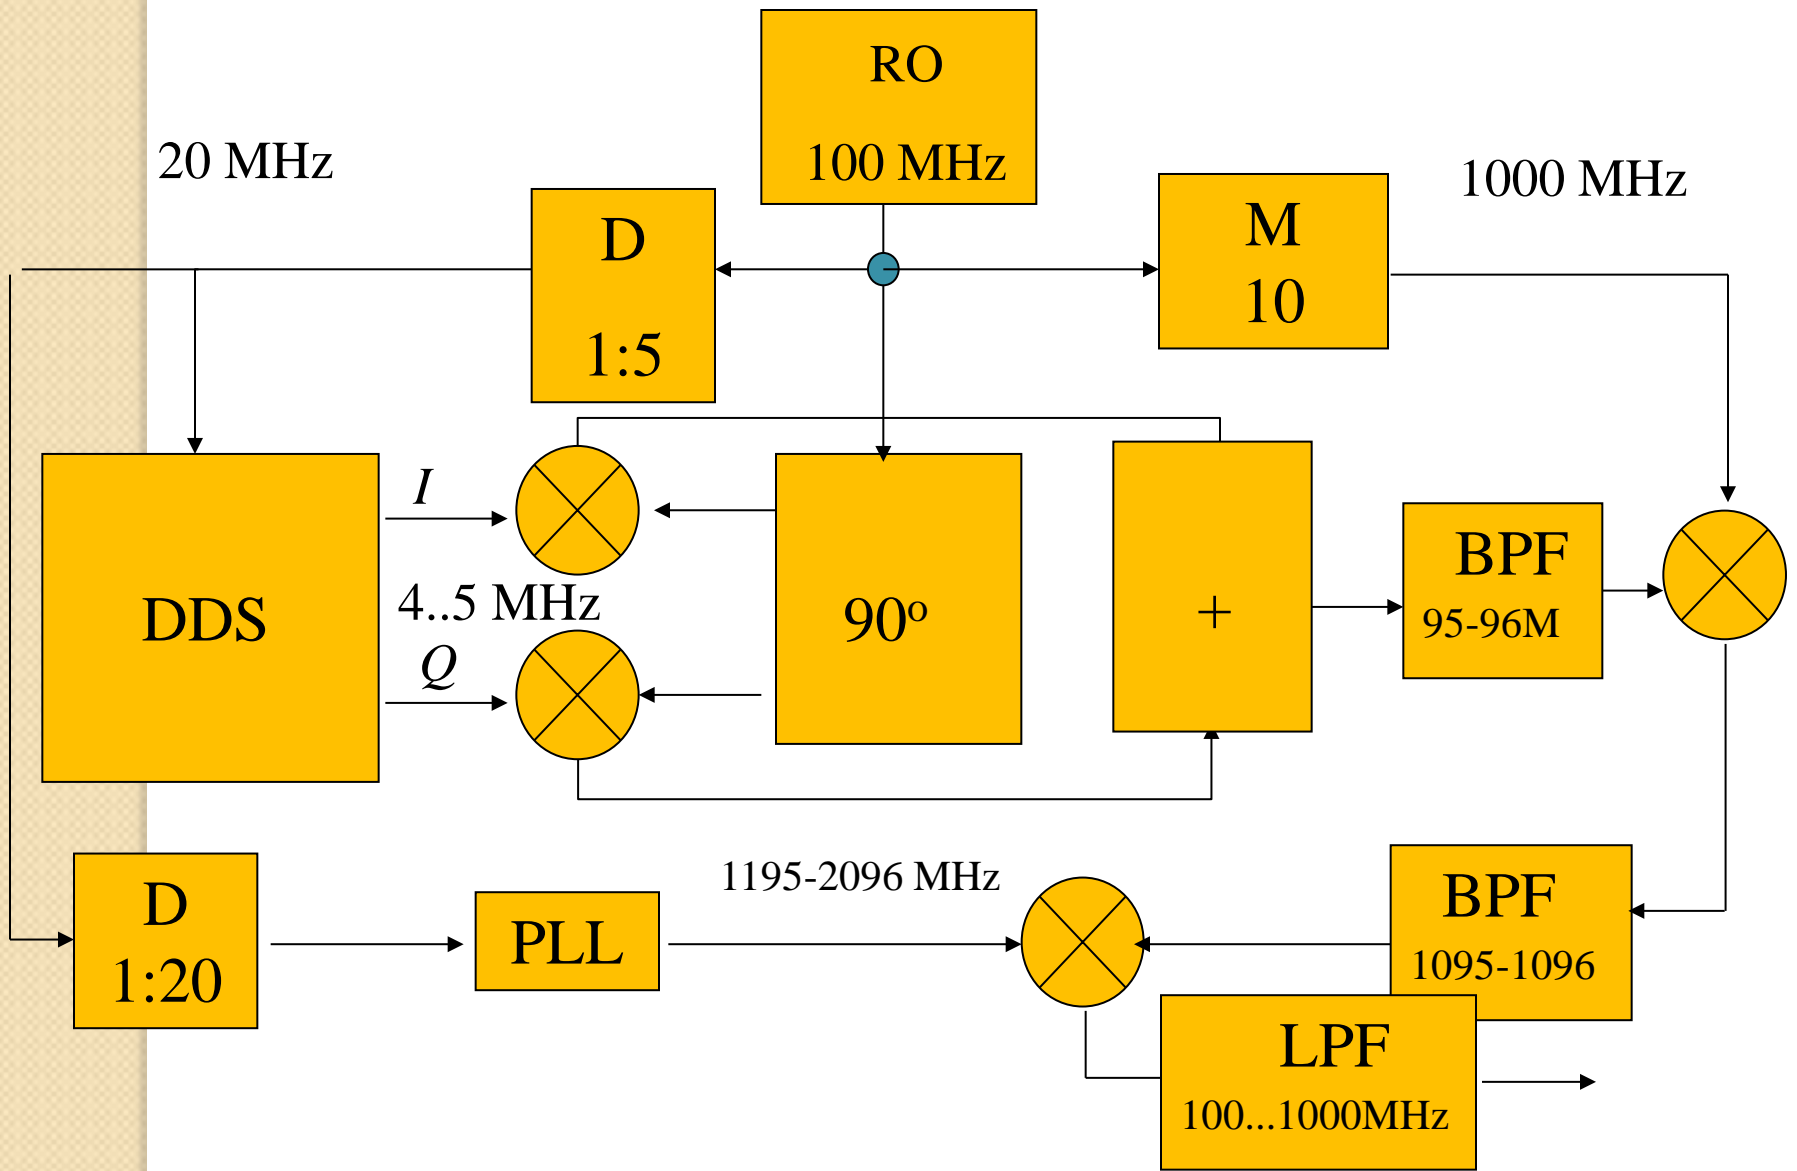 RO
100 MHz
20 MHz
1000 MHz
D
1:5
M
10
I
DDS
4..5 MHz
Q
90º
+
BPF
95-96M
D
1:20
PLL
1195-2096 MHz
BPF
1095-1096
LPF
100...1000MHz